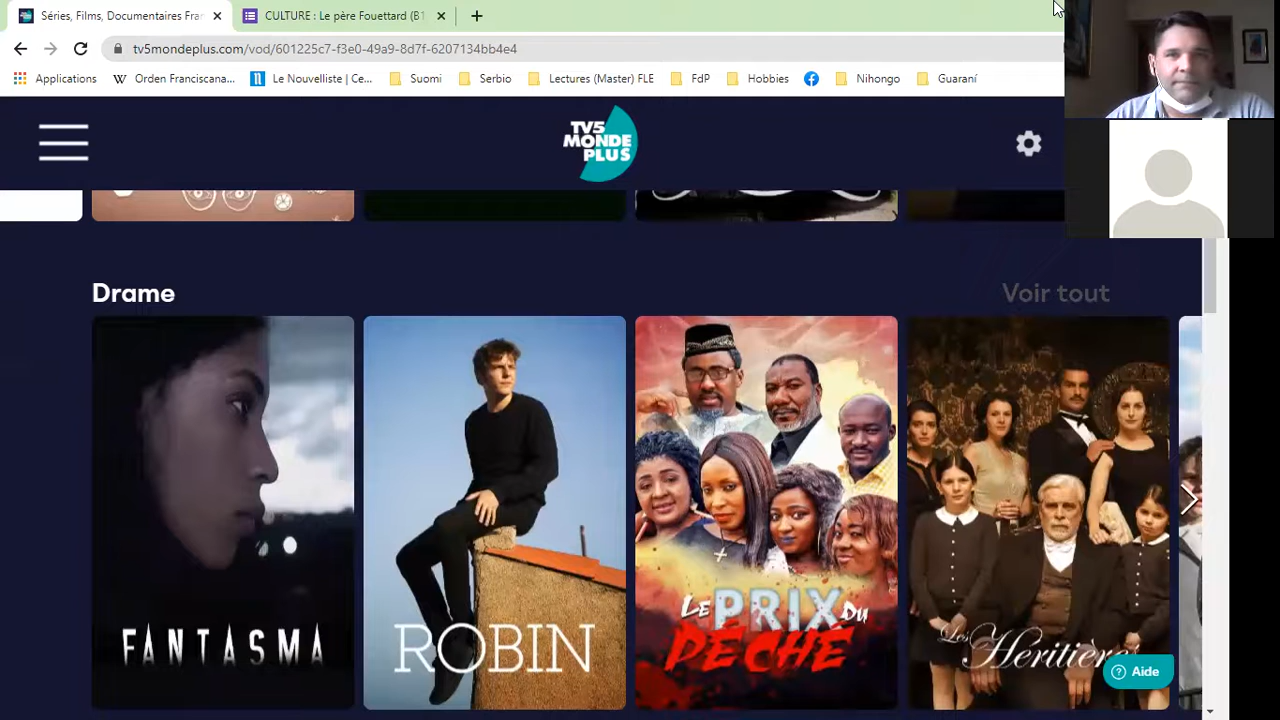 Séries, Films, Documentaires Fra
CULTURE : Le père Fouettard (B1
tv5mondeplus.com/vod/601225c7-f3e0-49a9-8d7f-6207134bb4e4
Applications
Orden Franciscana...
Le Nouvelliste | Ce...
Suomi
Serbio
Lectures (Master) FLE
FdP
Hobbies
Nihongo
Guaraní
TV5
MONDE
PLUS
Drame
Voir tout
FANTASMA
ROBIN
LE PRIX DU
PÉCHÉ
Les
Héritières
Aide